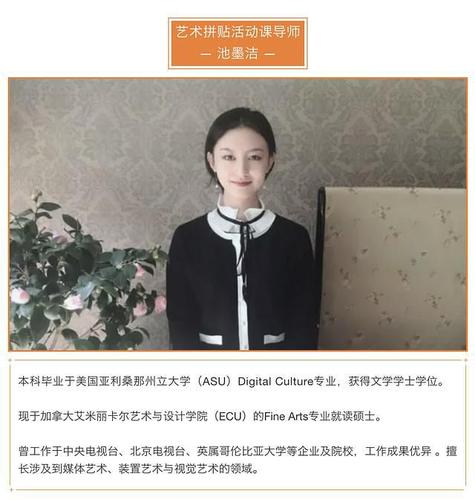 艺术拼贴活动课导师
— 池墨洁 —
本科毕业于美国亚利桑那州立大学（ASU）Digital Culture专业，获得文学学士学位。
现于加拿大艾米丽卡尔艺术与设计学院（ECU）的Fine Arts专业就读硕士。
曾工作于中央电视台、北京电视台、英属哥伦比亚大学等企业及院校，工作成果优异 。擅
长涉及到媒体艺术、装置艺术与视觉艺术的领域。